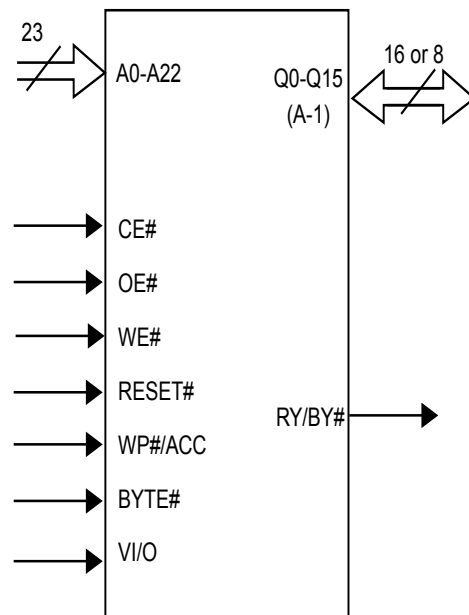 23
A0-A22
16 or 8
Q0-Q15
(A-1)
CE#
OE#
WE#
RESET#
RY/BY#
WP#/ACC
BYTE#
VI/O